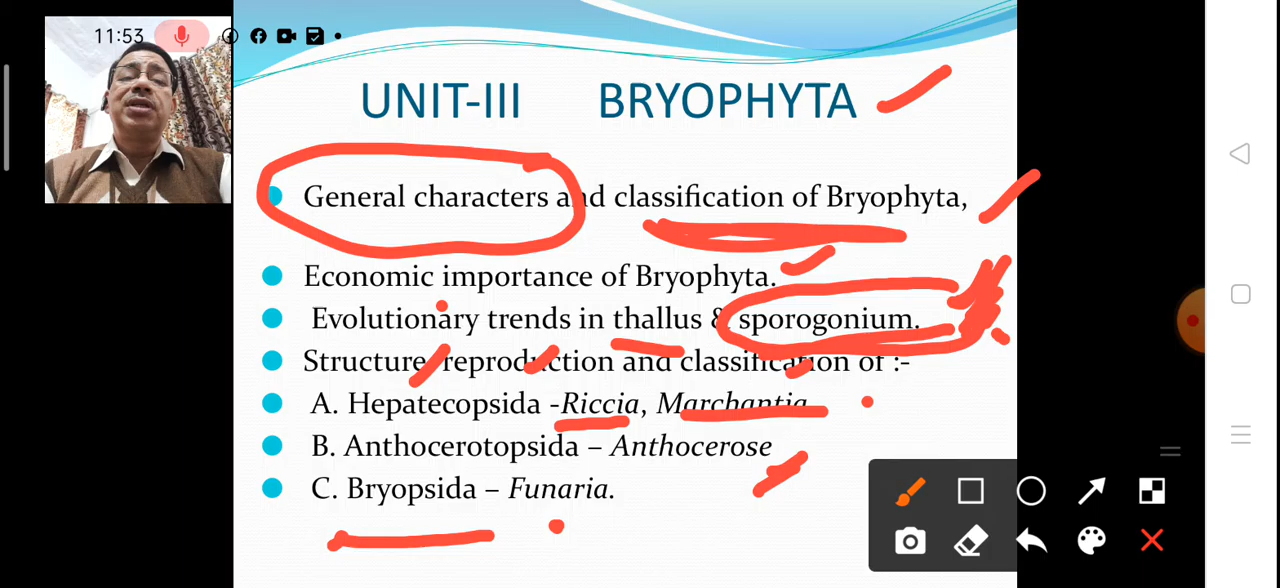 11:53
UNIT-III BRYOPHYTA
General characters and classification of Bryophyta,
Economic importance of Bryophyta.
Evolutionary trends in thallus & sporogonium.
Structure, reproduction and classification of :-
A. Hepatecopsida -Riccia, Marchantia
B. Anthocerotopsida – Anthocerose
C. Bryopsida – Funaria.